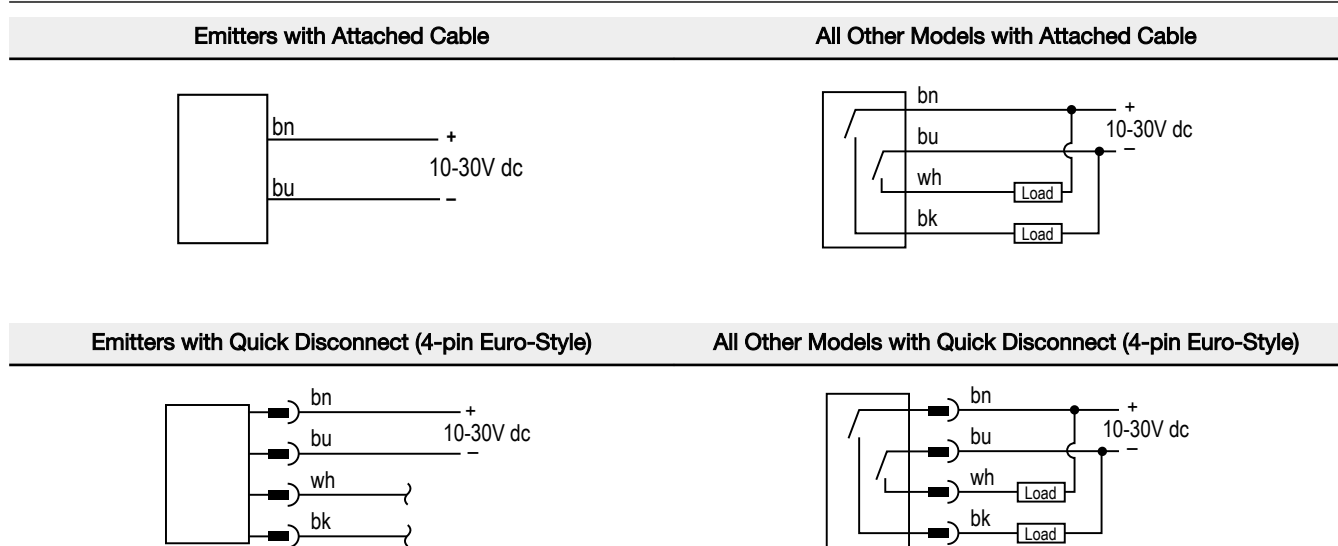 Emitters with Attached Cable
All Other Models with Attached Cable
bn
+
10-30V dc
bu
–
bn
+
10-30V dc
bu
–
wh
Load
bk
Load
Emitters with Quick Disconnect (4-pin Euro-Style)
All Other Models with Quick Disconnect (4-pin Euro-Style)
bn
+
10-30V dc
bu
–
wh
bk
bn
+
10-30V dc
bu
–
wh
Load
bk
Load